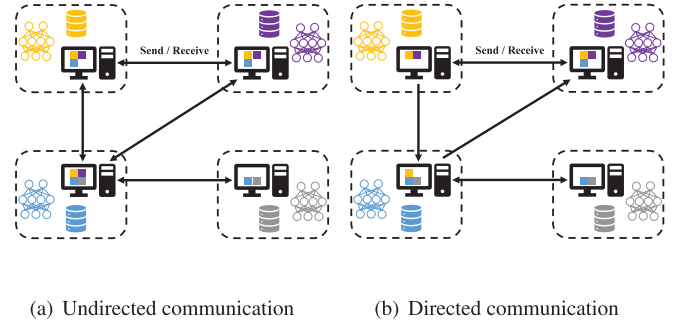 Send / Receive
Send / Receive
(a) Undirected communication
(b) Directed communication